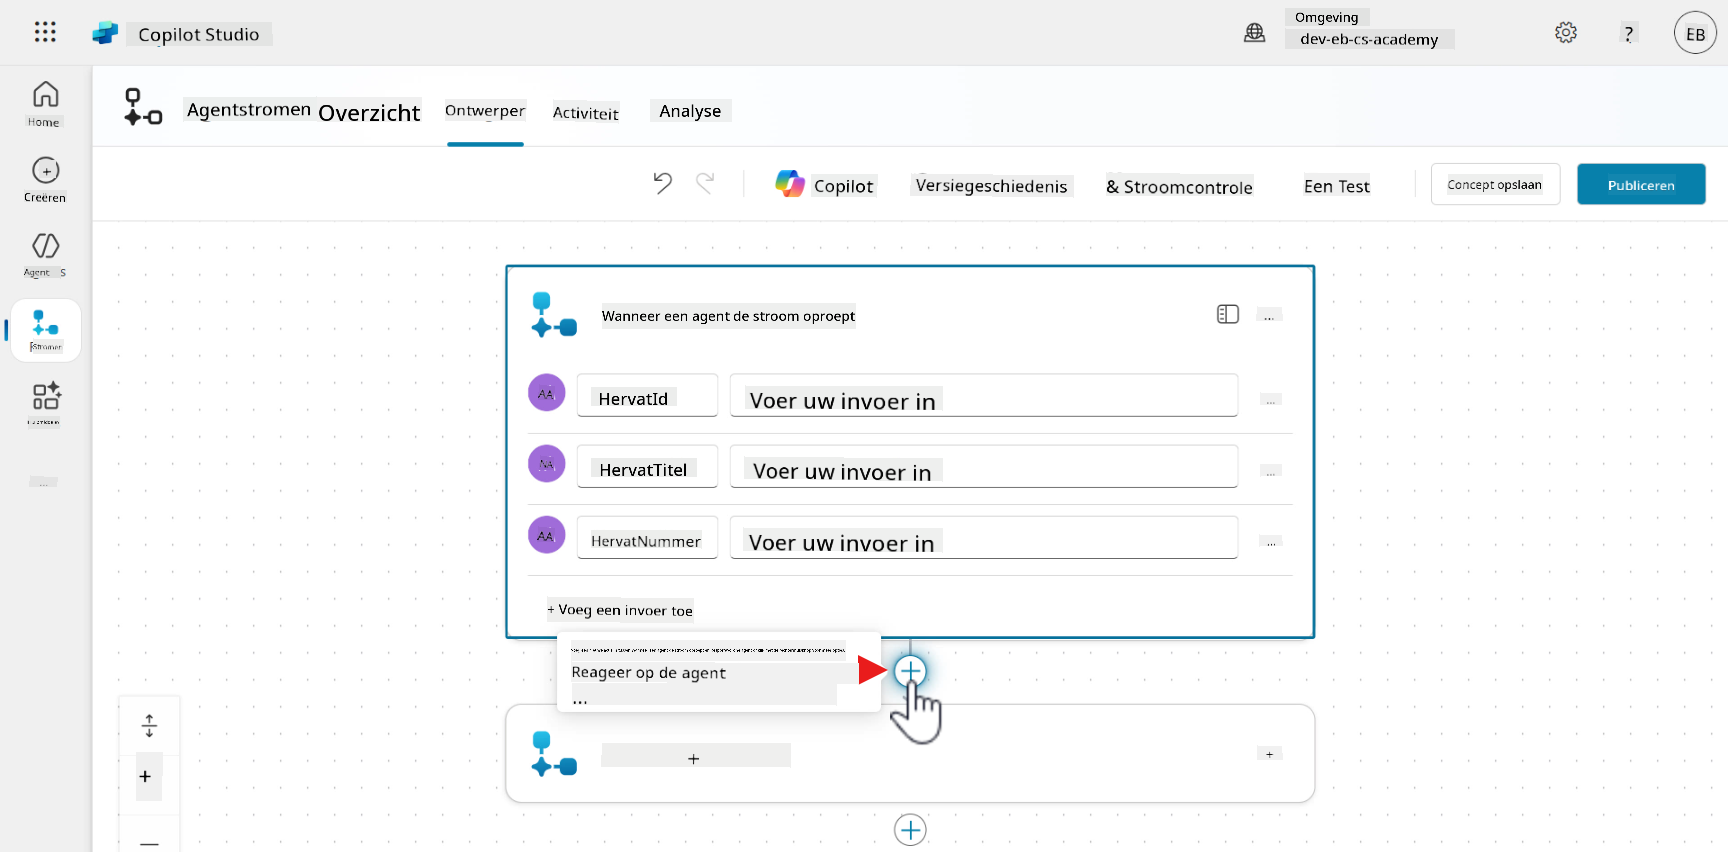 Copilot Studio
Omgeving
dev-eb-cs-academy
?
EB
Home
Creëren
Agent S
Stromen
...
Agentstromen Overzicht Ontwerper Activiteit Analyse
Copilot Versiegeschiedenis & Stroomcontrole Een Test Concept opslaan Publiceren
Wanneer een agent de stroom oproept ...
AA HervatId Voer uw invoer in ...
AA HervatTitel Voer uw invoer in ...
AA HervatNummer Voer uw invoer in ...
+ Voeg een invoer toe
Reageer op de agent
...
+ +
+